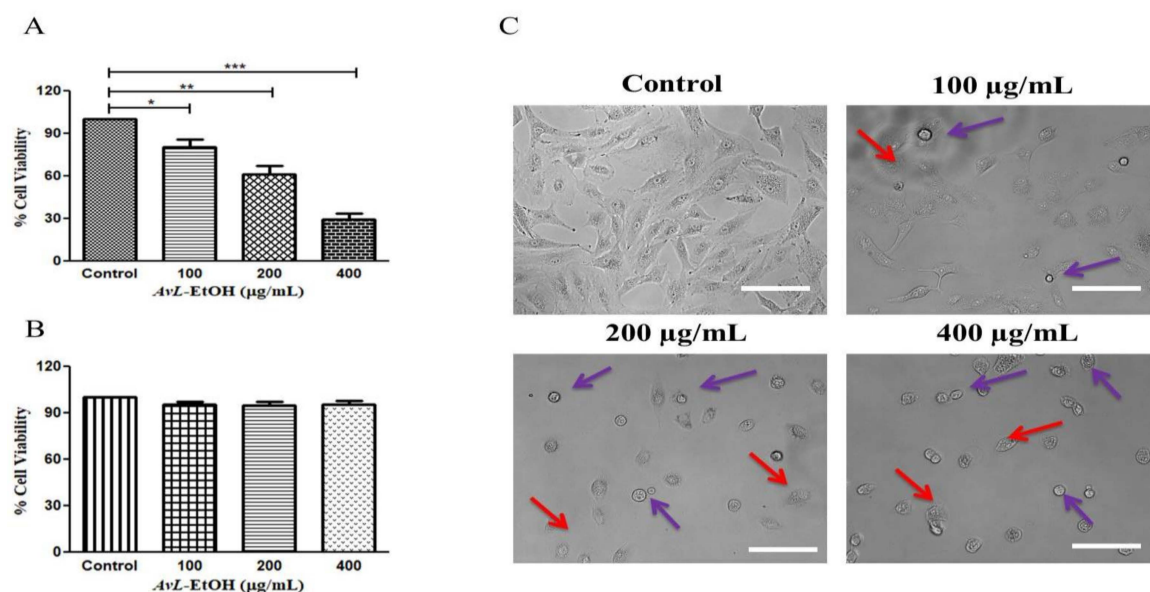 A
***
**
*
120
90
60
30
0
% Cell Viability
Control 100 200 400
AvL-EtOH (µg/mL)
B
120
90
60
30
0
% Cell Viability
Control 100 200 400
AvL-EtOH (µg/mL)
C
Control
100 µg/mL
200 µg/mL
400 µg/mL